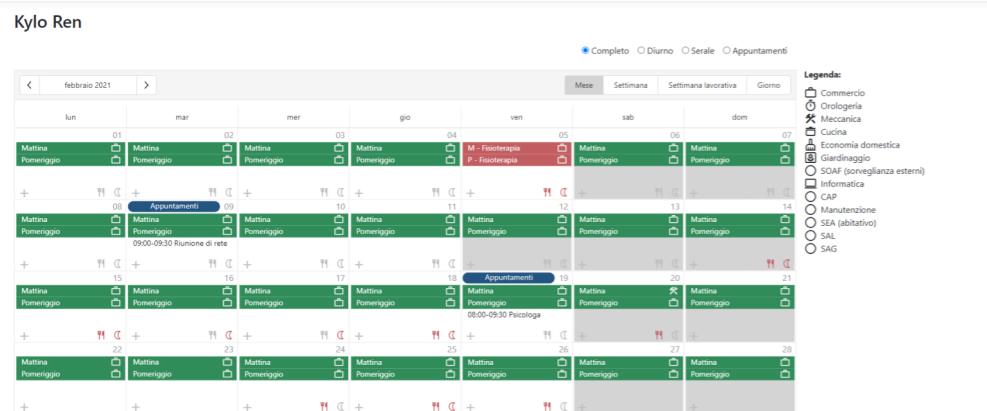 Kylo Ren
Completo Diurno Serale Appuntamenti
febbraio 2021
Mese Settimana Settimana lavorativa Giorno
lun mar mer gio ven sab dom
01 02 03 04 05 06 07
Mattina Mattina Mattina Mattina M - Fisioterapia Mattina Mattina
Pomeriggio Pomeriggio Pomeriggio Pomeriggio P - Fisioterapia Pomeriggio Pomeriggio
08 Appuntamenti 09 10 11 12 13 14
Mattina Mattina Mattina Mattina Mattina Mattina Mattina
Pomeriggio Pomeriggio Pomeriggio Pomeriggio Pomeriggio Pomeriggio Pomeriggio
09:00-09:30 Riunione di rete
15 16 17 18 Appuntamenti 19 20 21
Mattina Mattina Mattina Mattina Mattina Mattina Mattina
Pomeriggio Pomeriggio Pomeriggio Pomeriggio Pomeriggio Pomeriggio Pomeriggio
08:00-09:30 Psicologa
22 23 24 25 26 27 28
Mattina Mattina Mattina Mattina Mattina Mattina Mattina
Pomeriggio Pomeriggio Pomeriggio Pomeriggio Pomeriggio Pomeriggio Pomeriggio
Legenda:
Commercio
Orologeria
Meccanica
Cucina
Economia domestica
Giardinaggio
SOAF (sorveglianza esterni)
Informatica
CAP
Manutenzione
SEA (abitativo)
SAL
SAG